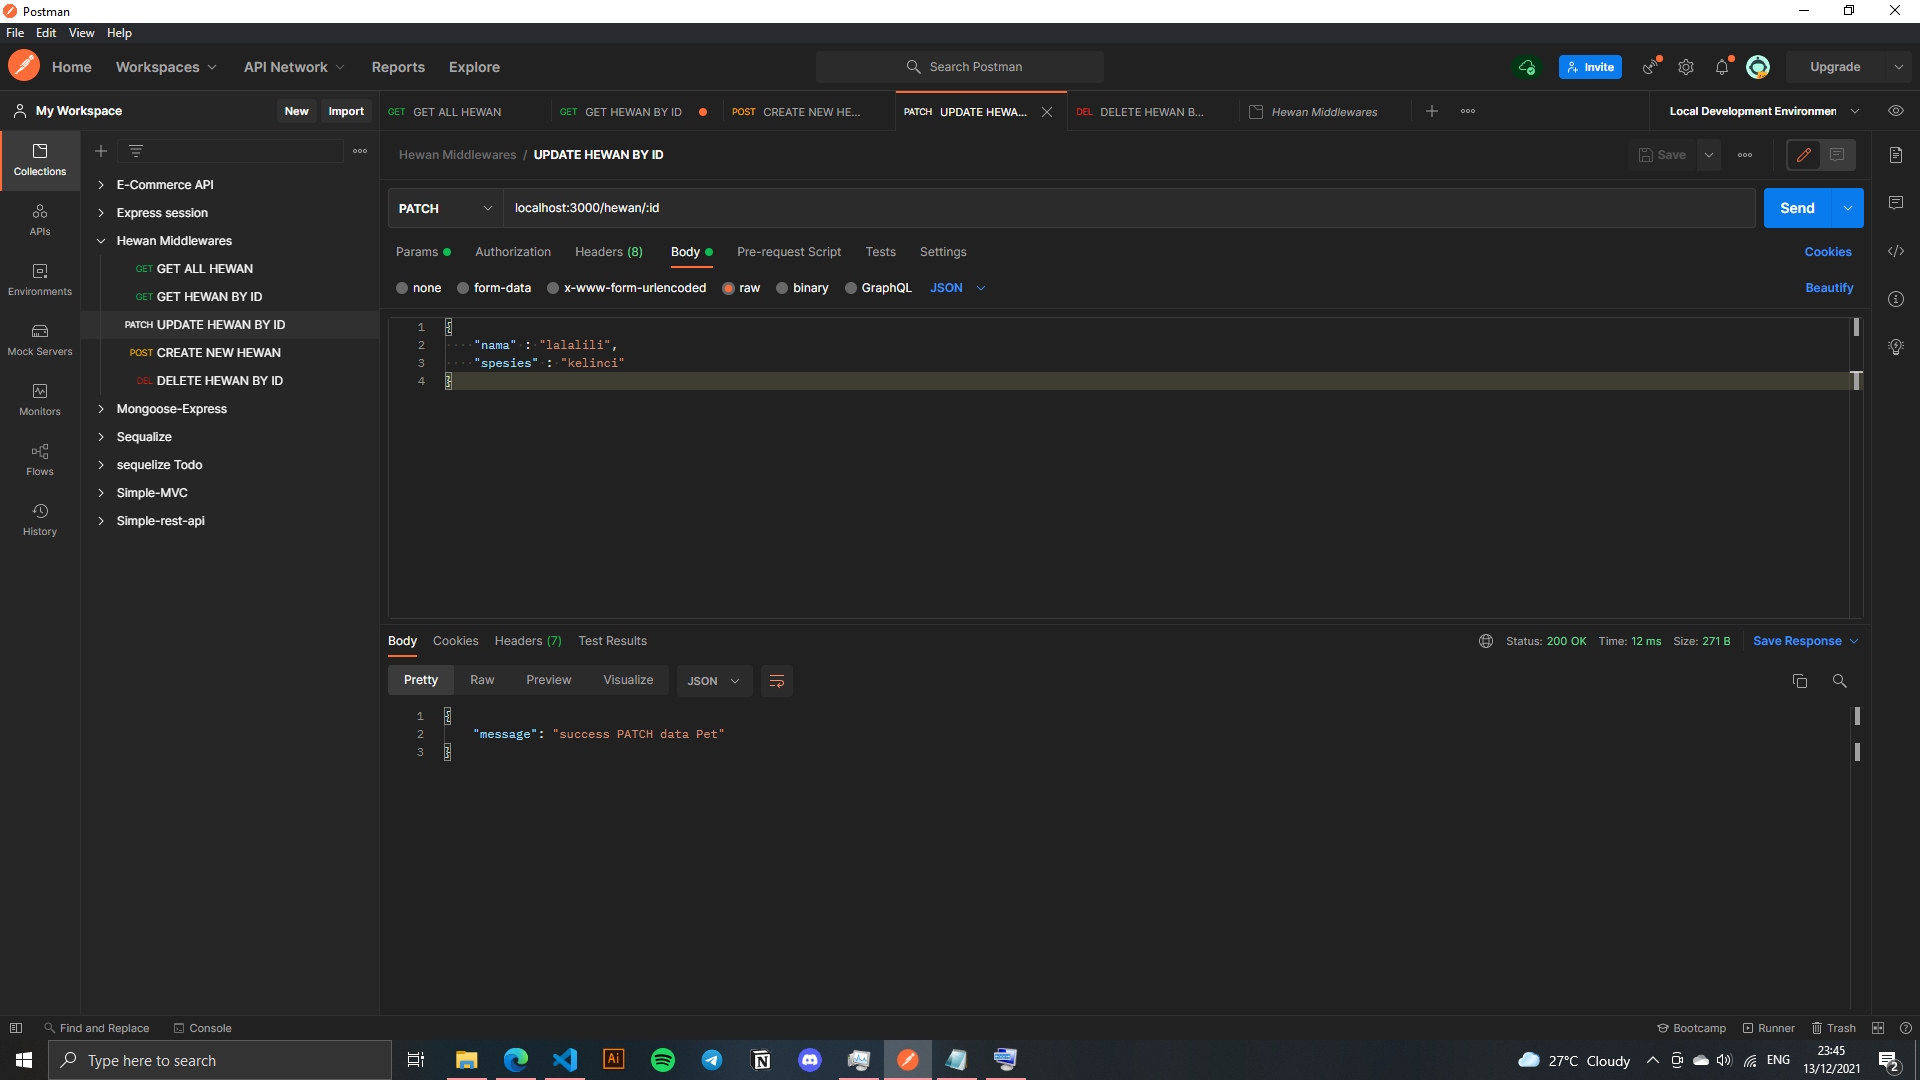 Postman
File Edit View Help
Home Workspaces API Network Reports Explore
Search Postman
Invite
Upgrade
My Workspace
New Import
GET GET ALL HEWAN
GET GET HEWAN BY ID
POST CREATE NEW HE...
PATCH UPDATE HEWA...
DEL DELETE HEWAN B...
Hewan Middlewares
Local Development Environmen
Collections
APIs
Environments
Mock Servers
Monitors
Flows
History
E-Commerce API
Express session
Hewan Middlewares
GET GET ALL HEWAN
GET GET HEWAN BY ID
PATCH UPDATE HEWAN BY ID
POST CREATE NEW HEWAN
DEL DELETE HEWAN BY ID
Mongoose-Express
Sequalize
sequelize Todo
Simple-MVC
Simple-rest-api
Hewan Middlewares / UPDATE HEWAN BY ID
Save
PATCH localhost:3000/hewan/:id
Send
Params Authorization Headers (8) Body Pre-request Script Tests Settings
Cookies
none form-data x-www-form-urlencoded raw binary GraphQL JSON
Beautify
1 {
2 "nama" : "lalalili",
3 "spesies" : "kelinci"
4 }
Body Cookies Headers (7) Test Results
Status: 200 OK Time: 12 ms Size: 271 B Save Response
Pretty Raw Preview Visualize JSON
1 {
2 "message": "success PATCH data Pet"
3 }
Find and Replace Console
Bootcamp Runner Trash
Type here to search
Ai
27°C Cloudy
ENG
23:45
13/12/2021
2